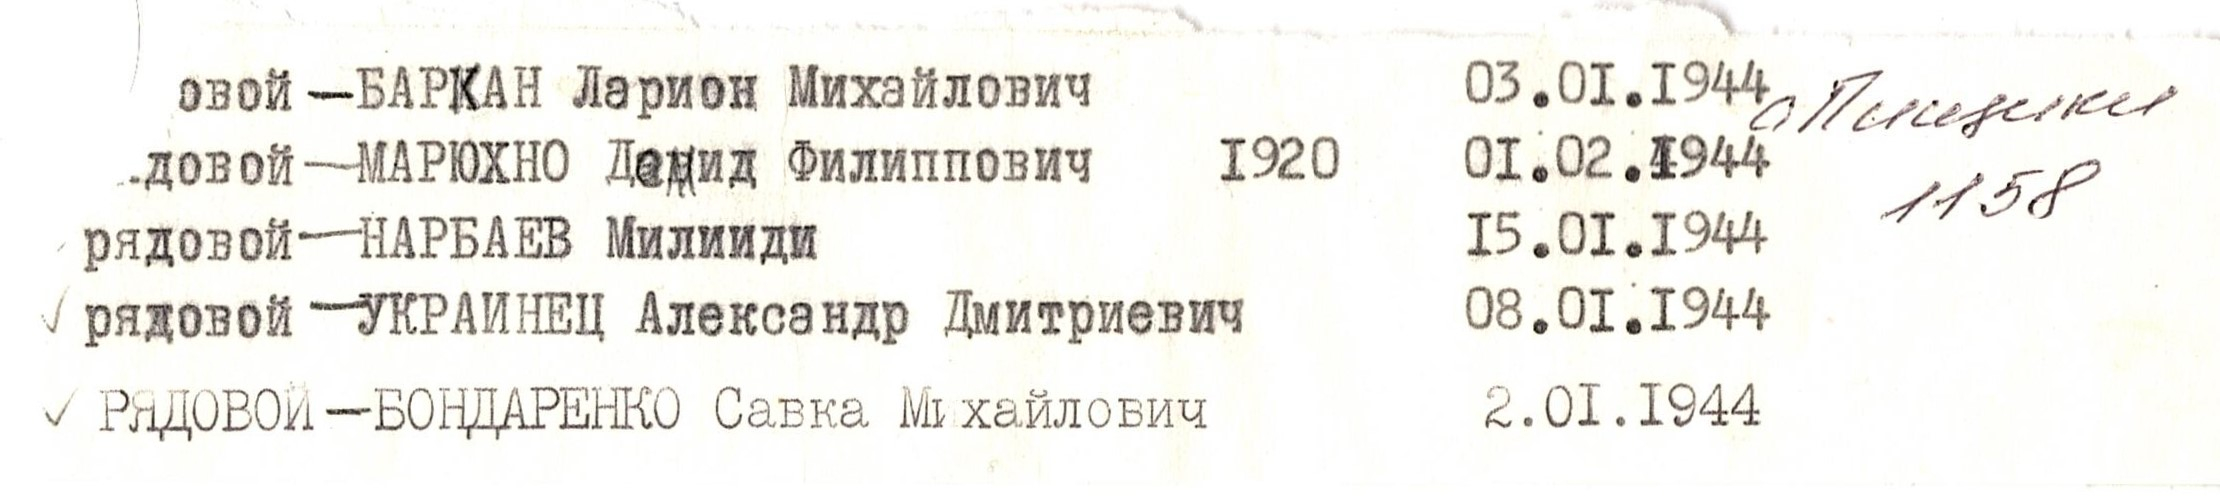 овой — БАРКАН Ларион Михайлович 03.01.1944
довой — МАРЮХНО Демид Филиппович 1920 01.02.1944
1158
рядовой — НАРБАЕВ Милииди 15.01.1944
рядовой — УКРАИНЕЦ Александр Дмитриевич 08.01.1944
РЯДОВОЙ — БОНДАРЕНКО Савка Михайлович 2.01.1944